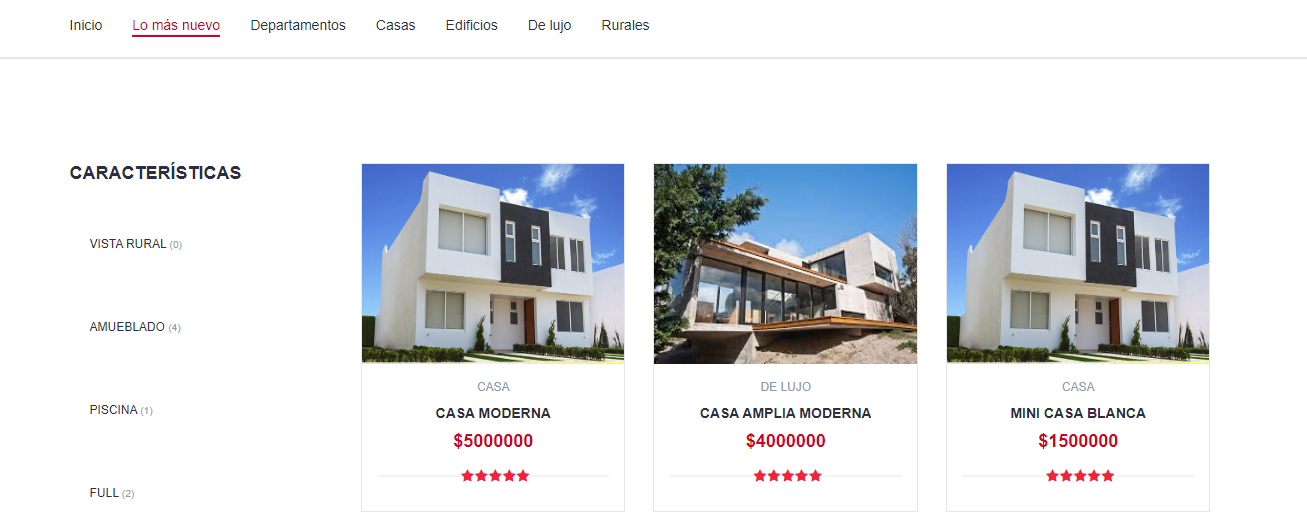 Inicio Lo más nuevo Departamentos Casas Edificios De lujo Rurales
CARACTERÍSTICAS
VISTA RURAL (0)
AMUEBLADO (4)
PISCINA (1)
FULL (2)
CASA
CASA MODERNA
$5000000
DE LUJO
CASA AMPLIA MODERNA
$4000000
CASA
MINI CASA BLANCA
$1500000